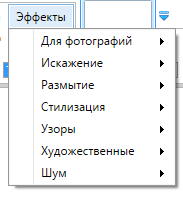 Эффекты
Для фотографий
Искажение
Размытие
Стилизация
Узоры
Художественные
Шум